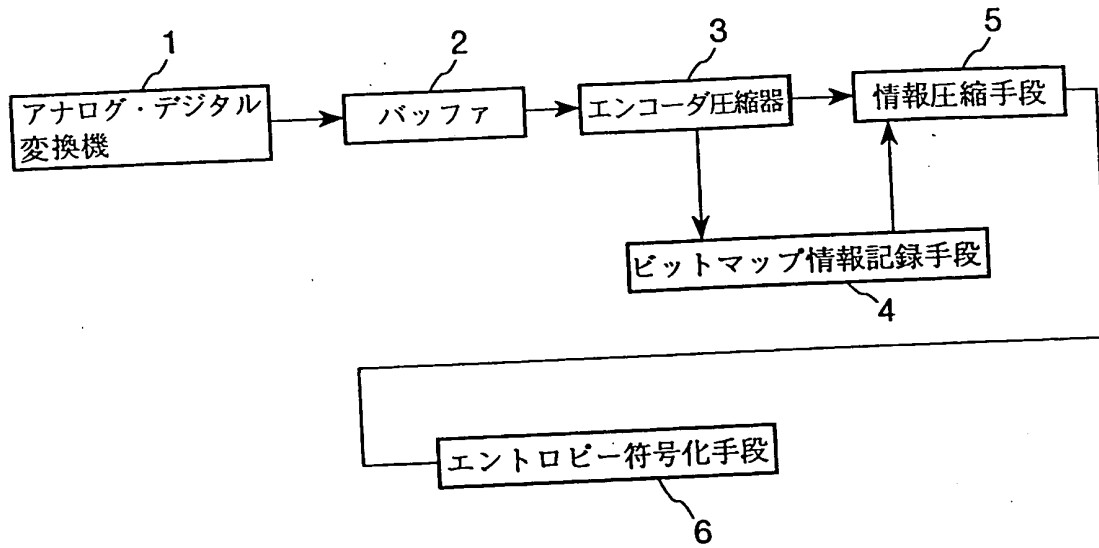 1
2
3
5
アナログ・デジタル
変換機
バッファ
エンコーダ圧縮器
情報圧縮手段
ビットマップ情報記録手段
4
エントロピー符号化手段
6